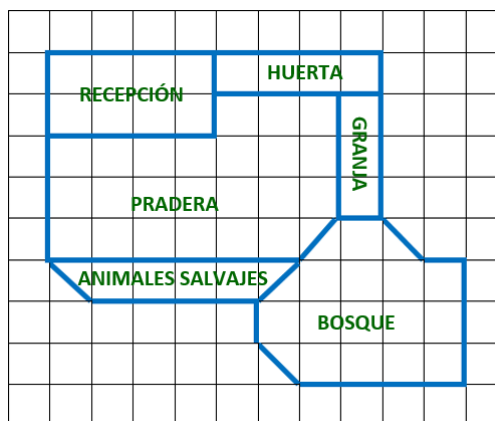 HUERTA
RECEPCIÓN
GRANJA
PRADERA
ANIMALES SALVAJES
BOSQUE